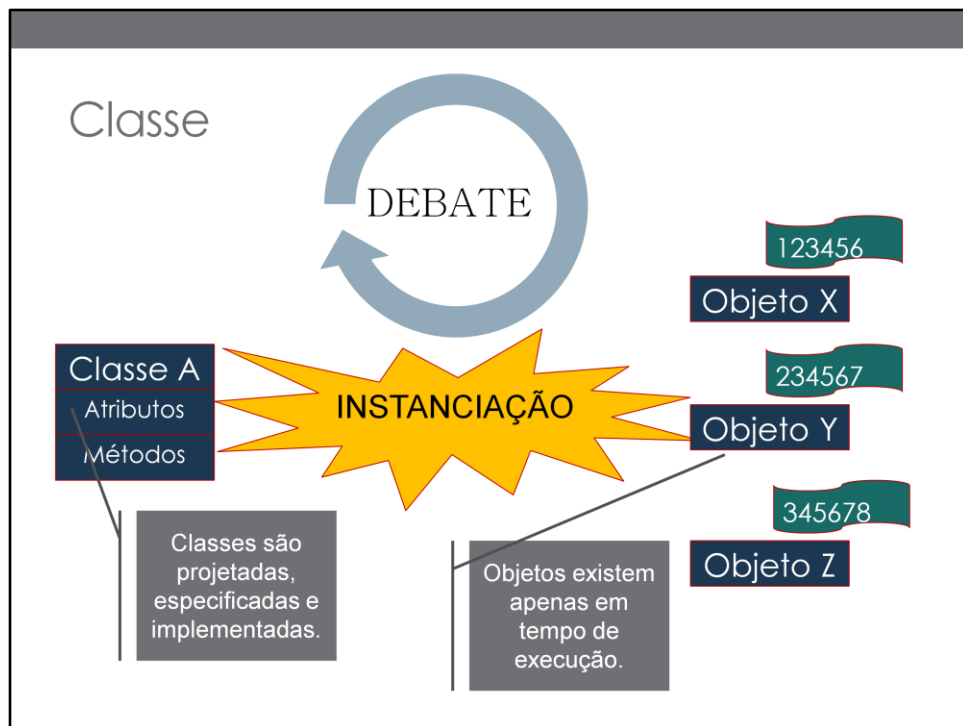 Classe
DEBATE
123456
Objeto X
Classe A
Atributos
Métodos
INSTANCIAÇÃO
234567
Objeto Y
345678
Objeto Z
Classes são
projetadas,
especificadas e
implementadas.
Objetos existem
apenas em
tempo de
execução.